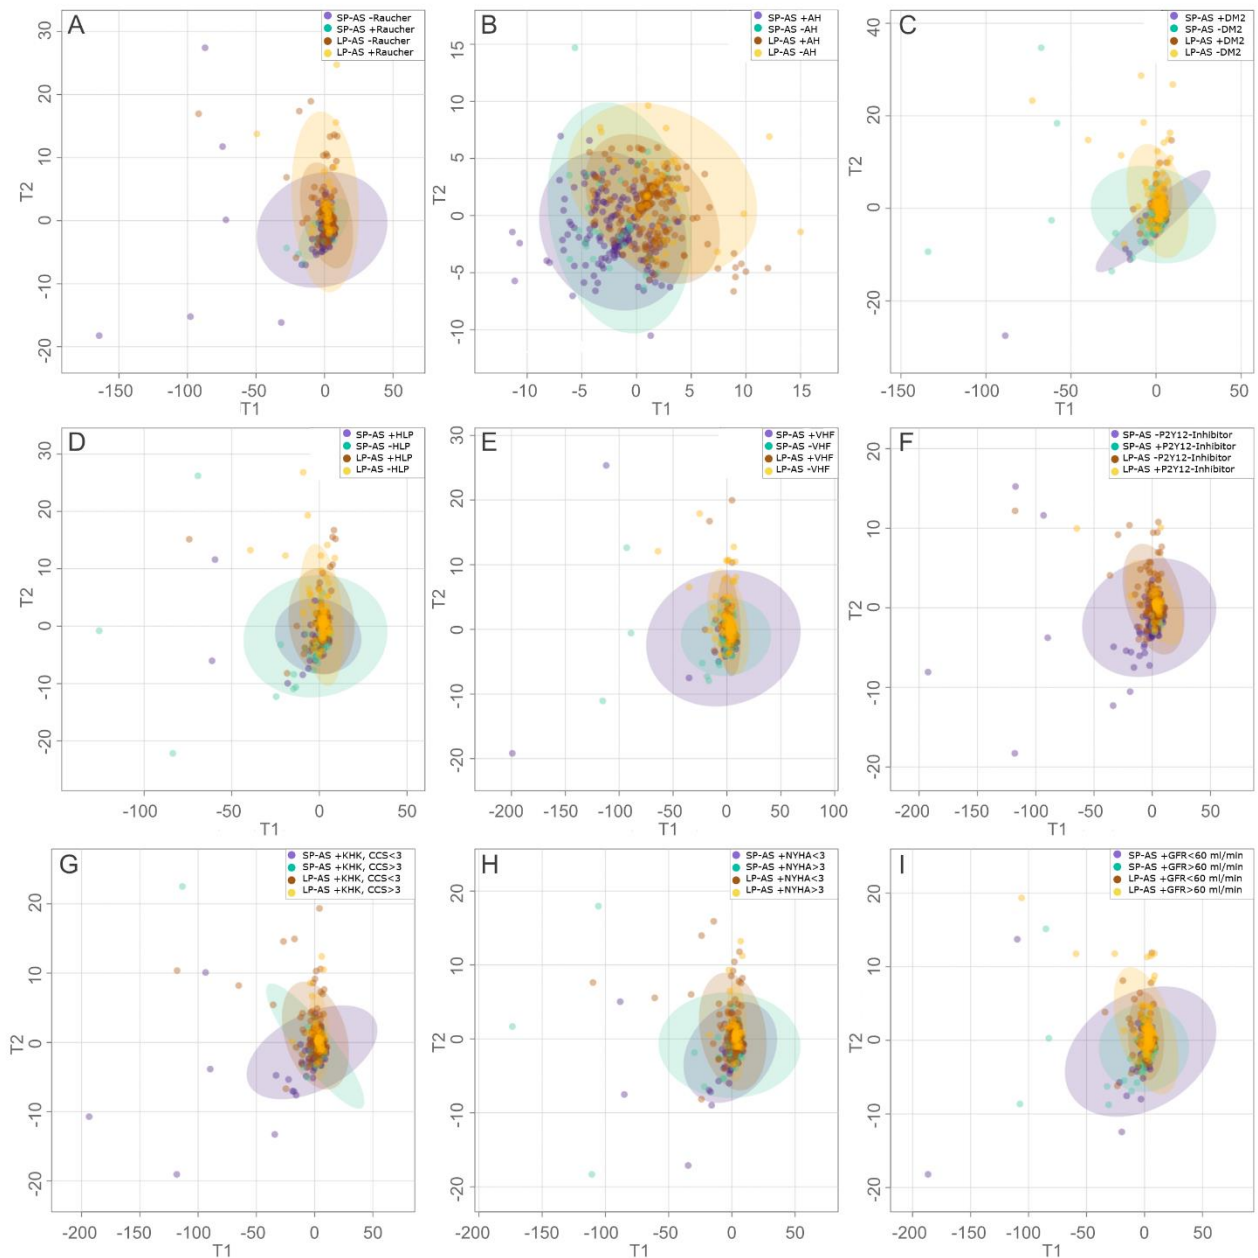 A
SP-AS -Raucher
SP-AS +Raucher
LP-AS -Raucher
LP-AS +Raucher
30
20
10
0
-10
-20
T2
-150
-100
-50
0
50
T1
B
SP-AS +AH
SP-AS -AH
LP-AS +AH
LP-AS -AH
15
10
5
0
-5
-10
T2
-10
-5
0
5
10
15
T1
C
SP-AS +DM2
SP-AS -DM2
LP-AS +DM2
LP-AS -DM2
40
20
0
-20
T2
-150
-100
-50
0
50
T1
D
SP-AS +HLP
SP-AS -HLP
LP-AS +HLP
LP-AS -HLP
30
20
10
0
-10
-20
T2
-100
-50
0
50
T1
E
SP-AS +VHF
SP-AS -VHF
LP-AS +VHF
LP-AS -VHF
30
20
10
0
-10
-20
T2
-200
-150
-100
-50
0
50
100
T1
F
SP-AS -P2Y12-Inhibitor
SP-AS +P2Y12-Inhibitor
LP-AS -P2Y12-Inhibitor
LP-AS +P2Y12-Inhibitor
20
10
0
-10
-20
T2
-200
-150
-100
-50
0
50
T1
G
SP-AS +KHK, CCS<3
SP-AS +KHK, CCS>3
LP-AS +KHK, CCS<3
LP-AS +KHK, CCS>3
20
10
0
-10
-20
T2
-200
-150
-100
-50
0
50
T1
H
SP-AS +NYHA<3
SP-AS +NYHA>3
LP-AS +NYHA<3
LP-AS +NYHA>3
20
10
0
-10
-20
T2
-200
-150
-100
-50
0
50
T1
I
SP-AS +GFR<60 ml/min
SP-AS +GFR>60 ml/min
LP-AS +GFR<60 ml/min
LP-AS +GFR>60 ml/min
20
10
0
-10
-20
T2
-200
-150
-100
-50
0
50
T1